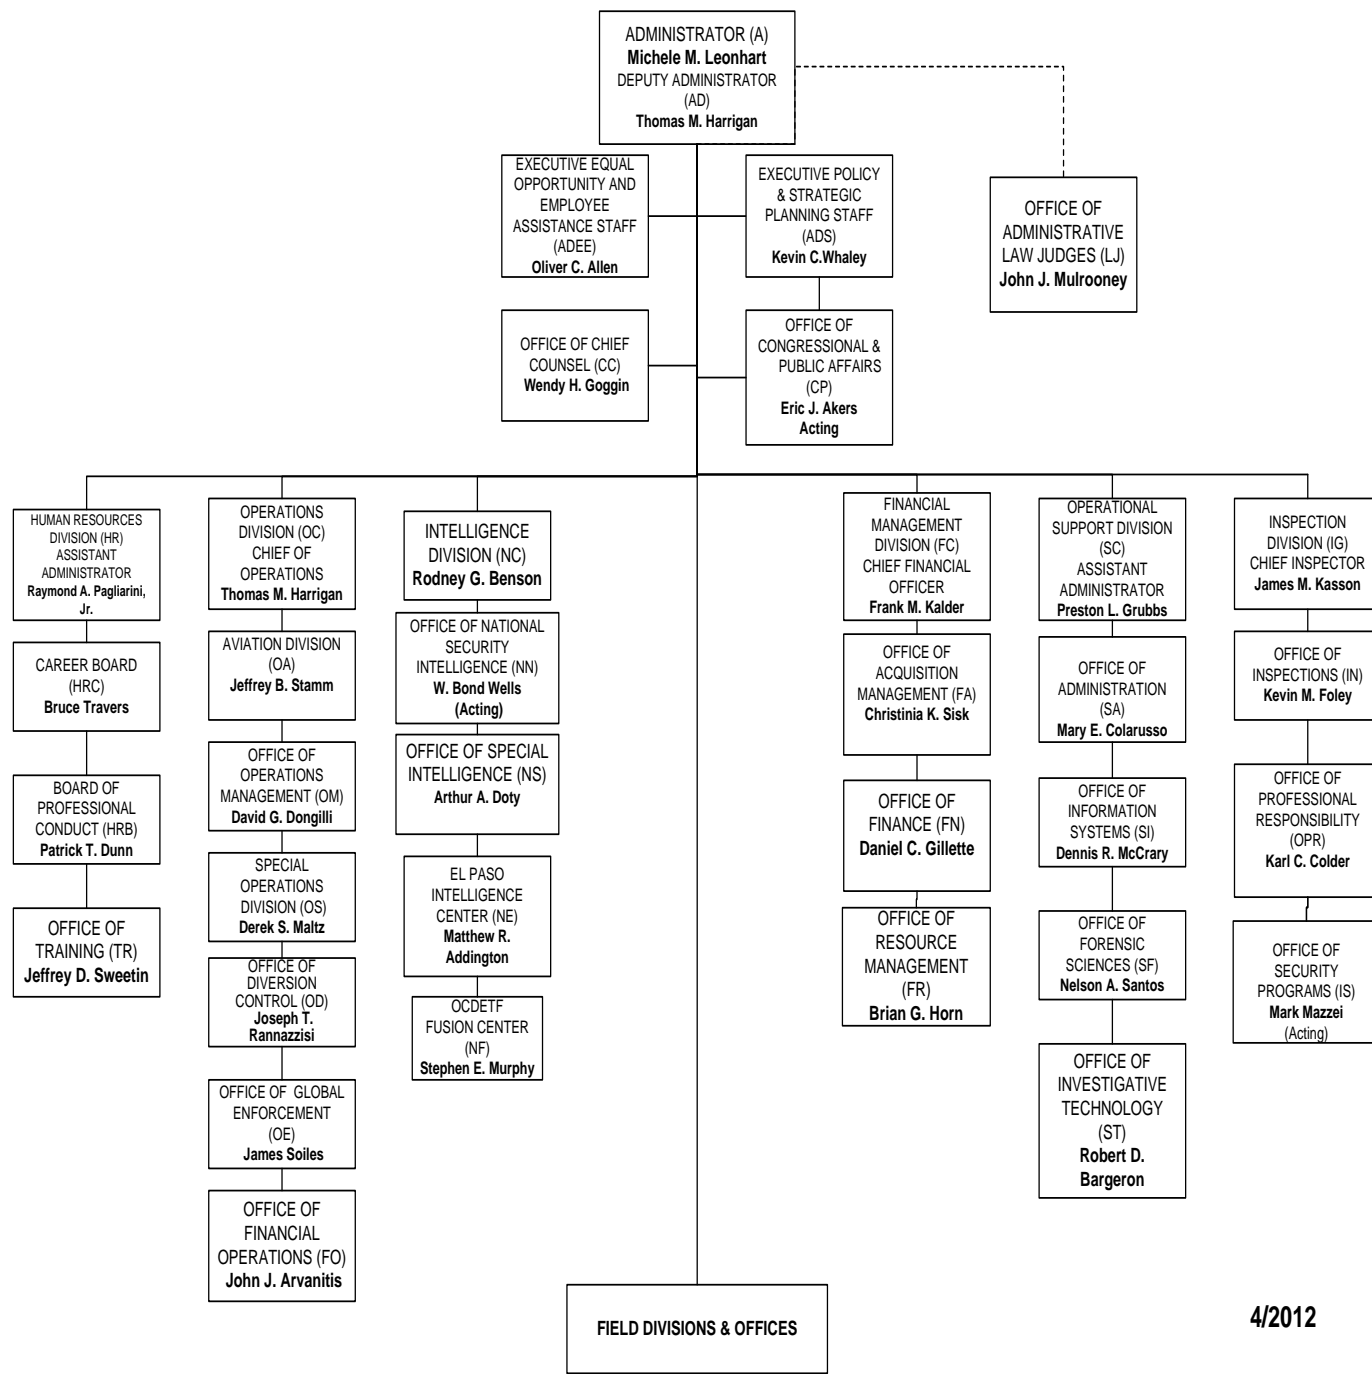 ADMINISTRATOR (A)
Michele M. Leonhart
DEPUTY ADMINISTRATOR
(AD)
Thomas M. Harrigan
EXECUTIVE EQUAL
OPPORTUNITY AND
EMPLOYEE
ASSISTANCE STAFF
(ADEE)
Oliver C. Allen
EXECUTIVE POLICY
& STRATEGIC
PLANNING STAFF
(ADS)
Kevin C.Whaley
OFFICE OF
ADMINISTRATIVE
LAW JUDGES (LJ)
John J. Mulrooney
OFFICE OF CHIEF
COUNSEL (CC)
Wendy H. Goggin
OFFICE OF
CONGRESSIONAL &
PUBLIC AFFAIRS
(CP)
Eric J. Akers
Acting
HUMAN RESOURCES
DIVISION (HR)
ASSISTANT
ADMINISTRATOR
Raymond A. Pagliarini,
Jr.
CAREER BOARD
(HRC)
Bruce Travers
BOARD OF
PROFESSIONAL
CONDUCT (HRB)
Patrick T. Dunn
OFFICE OF
TRAINING (TR)
Jeffrey D. Sweetin
OPERATIONS
DIVISION (OC)
CHIEF OF
OPERATIONS
Thomas M. Harrigan
AVIATION DIVISION
(OA)
Jeffrey B. Stamm
OFFICE OF
OPERATIONS
MANAGEMENT (OM)
David G. Dongilli
SPECIAL
OPERATIONS
DIVISION (OS)
Derek S. Maltz
OFFICE OF
DIVERSION
CONTROL (OD)
Joseph T.
Rannazzisi
OFFICE OF GLOBAL
ENFORCEMENT
(OE)
James Soiles
OFFICE OF
FINANCIAL
OPERATIONS (FO)
John J. Arvanitis
INTELLIGENCE
DIVISION (NC)
Rodney G. Benson
OFFICE OF NATIONAL
SECURITY
INTELLIGENCE (NN)
W. Bond Wells
(Acting)
OFFICE OF SPECIAL
INTELLIGENCE (NS)
Arthur A. Doty
EL PASO
INTELLIGENCE
CENTER (NE)
Matthew R.
Addington
OCDETF
FUSION CENTER
(NF)
Stephen E. Murphy
FINANCIAL
MANAGEMENT
DIVISION (FC)
CHIEF FINANCIAL
OFFICER
Frank M. Kalder
OFFICE OF
ACQUISITION
MANAGEMENT (FA)
Christinia K. Sisk
OFFICE OF
FINANCE (FN)
Daniel C. Gillette
OFFICE OF
RESOURCE
MANAGEMENT
(FR)
Brian G. Horn
OPERATIONAL
SUPPORT DIVISION
(SC)
ASSISTANT
ADMINISTRATOR
Preston L. Grubbs
OFFICE OF
ADMINISTRATION
(SA)
Mary E. Colarusso
OFFICE OF
INFORMATION
SYSTEMS (SI)
Dennis R. McCrary
OFFICE OF
FORENSIC
SCIENCES (SF)
Nelson A. Santos
OFFICE OF
INVESTIGATIVE
TECHNOLOGY
(ST)
Robert D.
Bargeron
INSPECTION
DIVISION (IG)
CHIEF INSPECTOR
James M. Kasson
OFFICE OF
INSPECTIONS (IN)
Kevin M. Foley
OFFICE OF
PROFESSIONAL
RESPONSIBILITY
(OPR)
Karl C. Colder
OFFICE OF
SECURITY
PROGRAMS (IS)
Mark Mazzei
(Acting)
FIELD DIVISIONS & OFFICES
4/2012